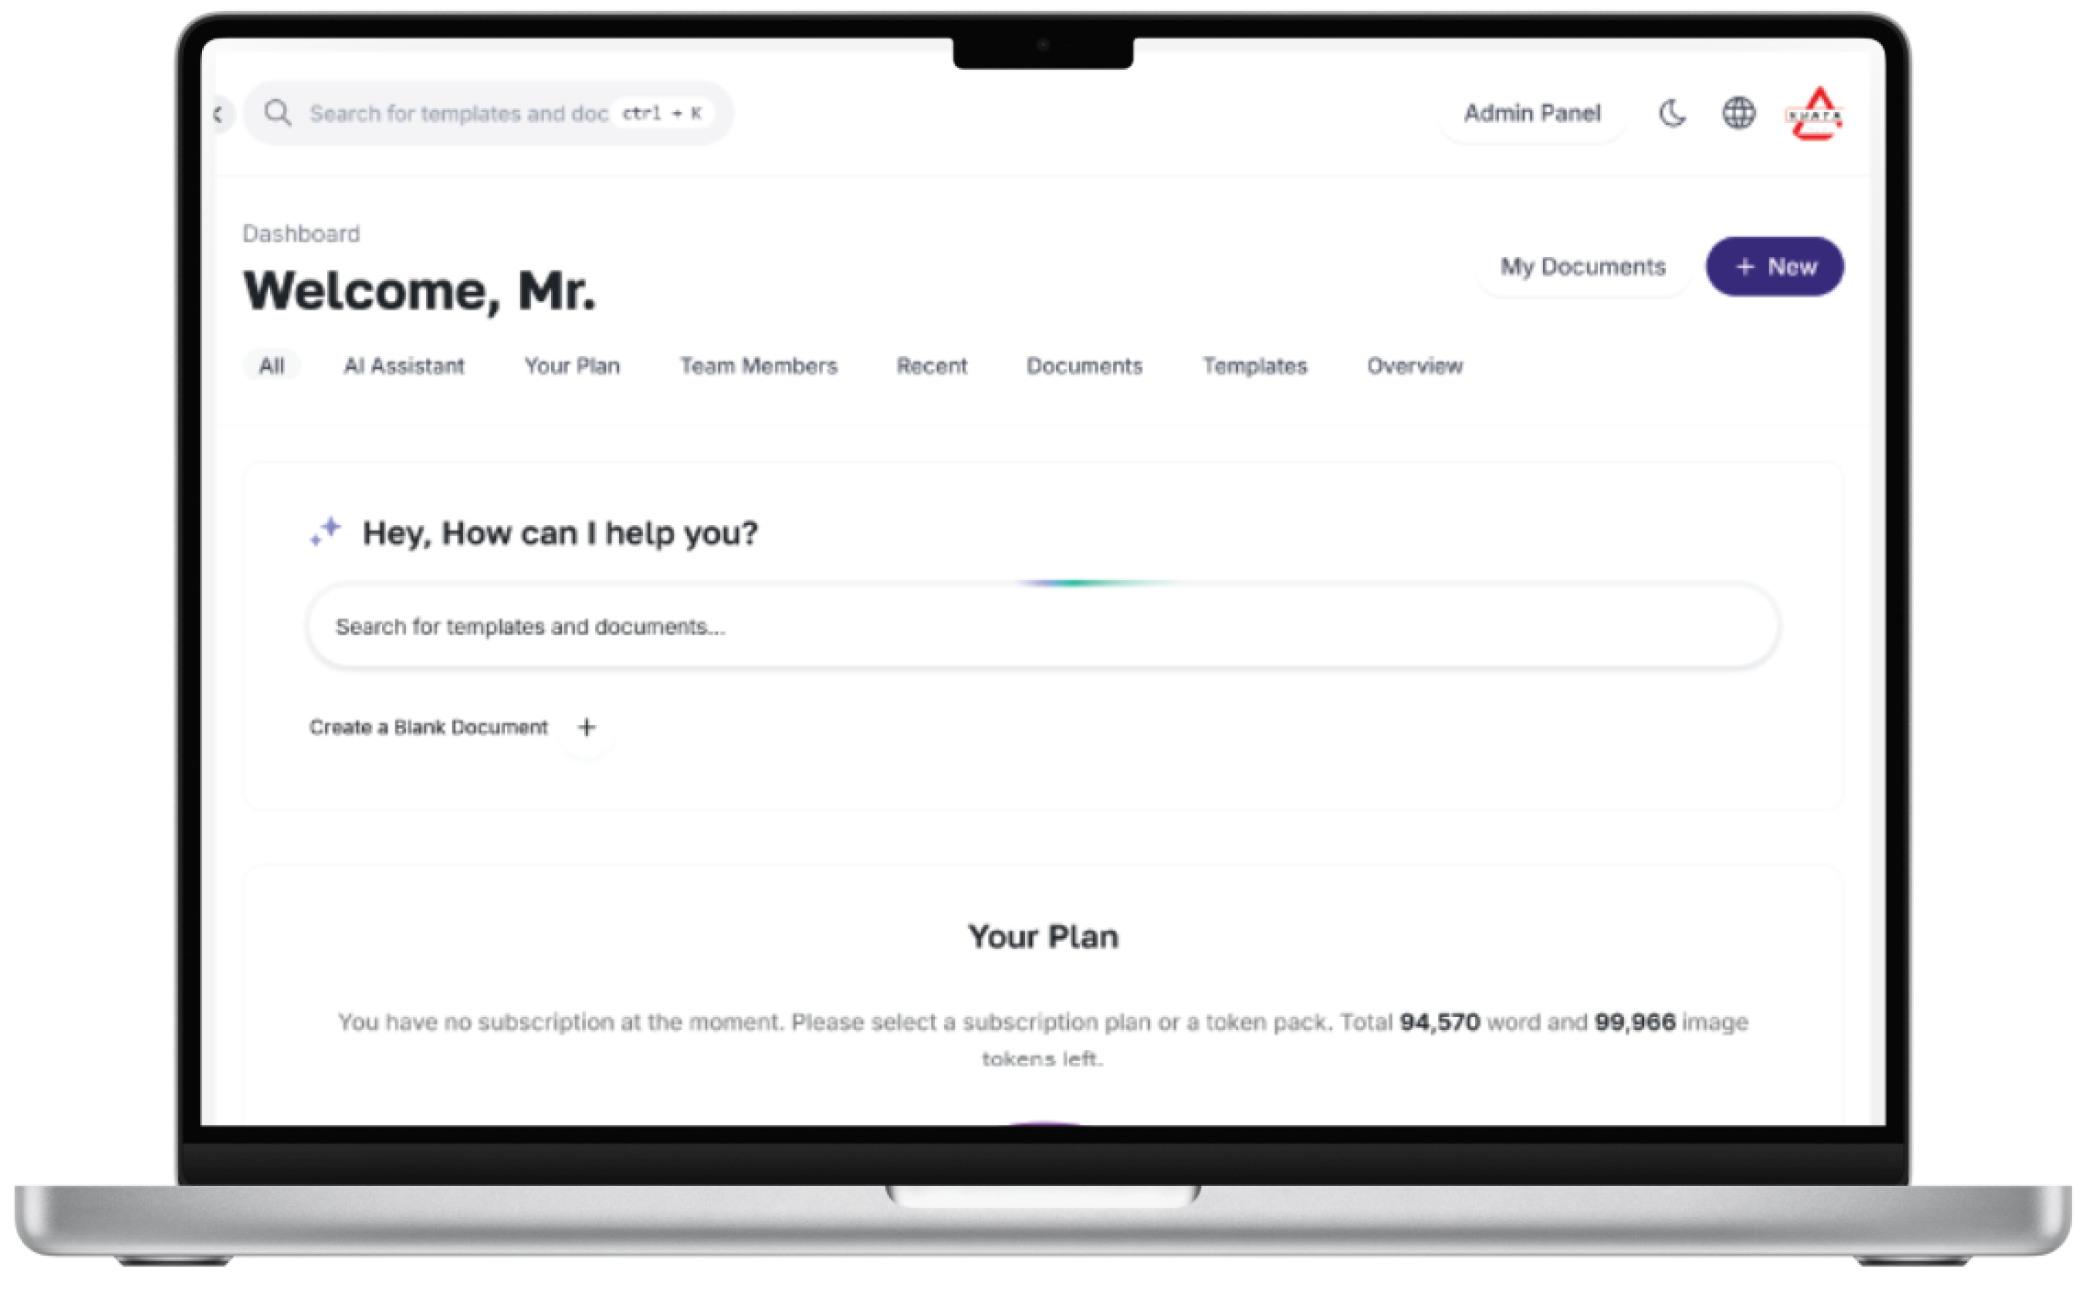 Search for templates and doc ctrl + K
Admin Panel
Dashboard
Welcome, Mr.
My Documents
+ New
All AI Assistant Your Plan Team Members Recent Documents Templates Overview
Hey, How can I help you?
Search for templates and documents...
Create a Blank Document +
Your Plan
You have no subscription at the moment. Please select a subscription plan or a token pack. Total 94,570 word and 99,966 image
tokens left.